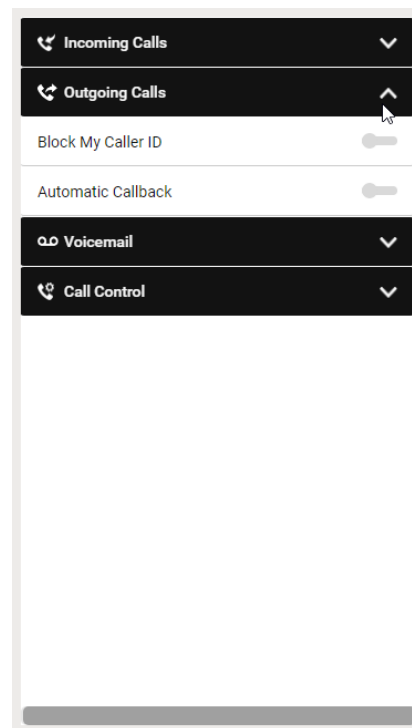 Incoming Calls
Outgoing Calls
Block My Caller ID
Automatic Callback
Voicemail
Call Control